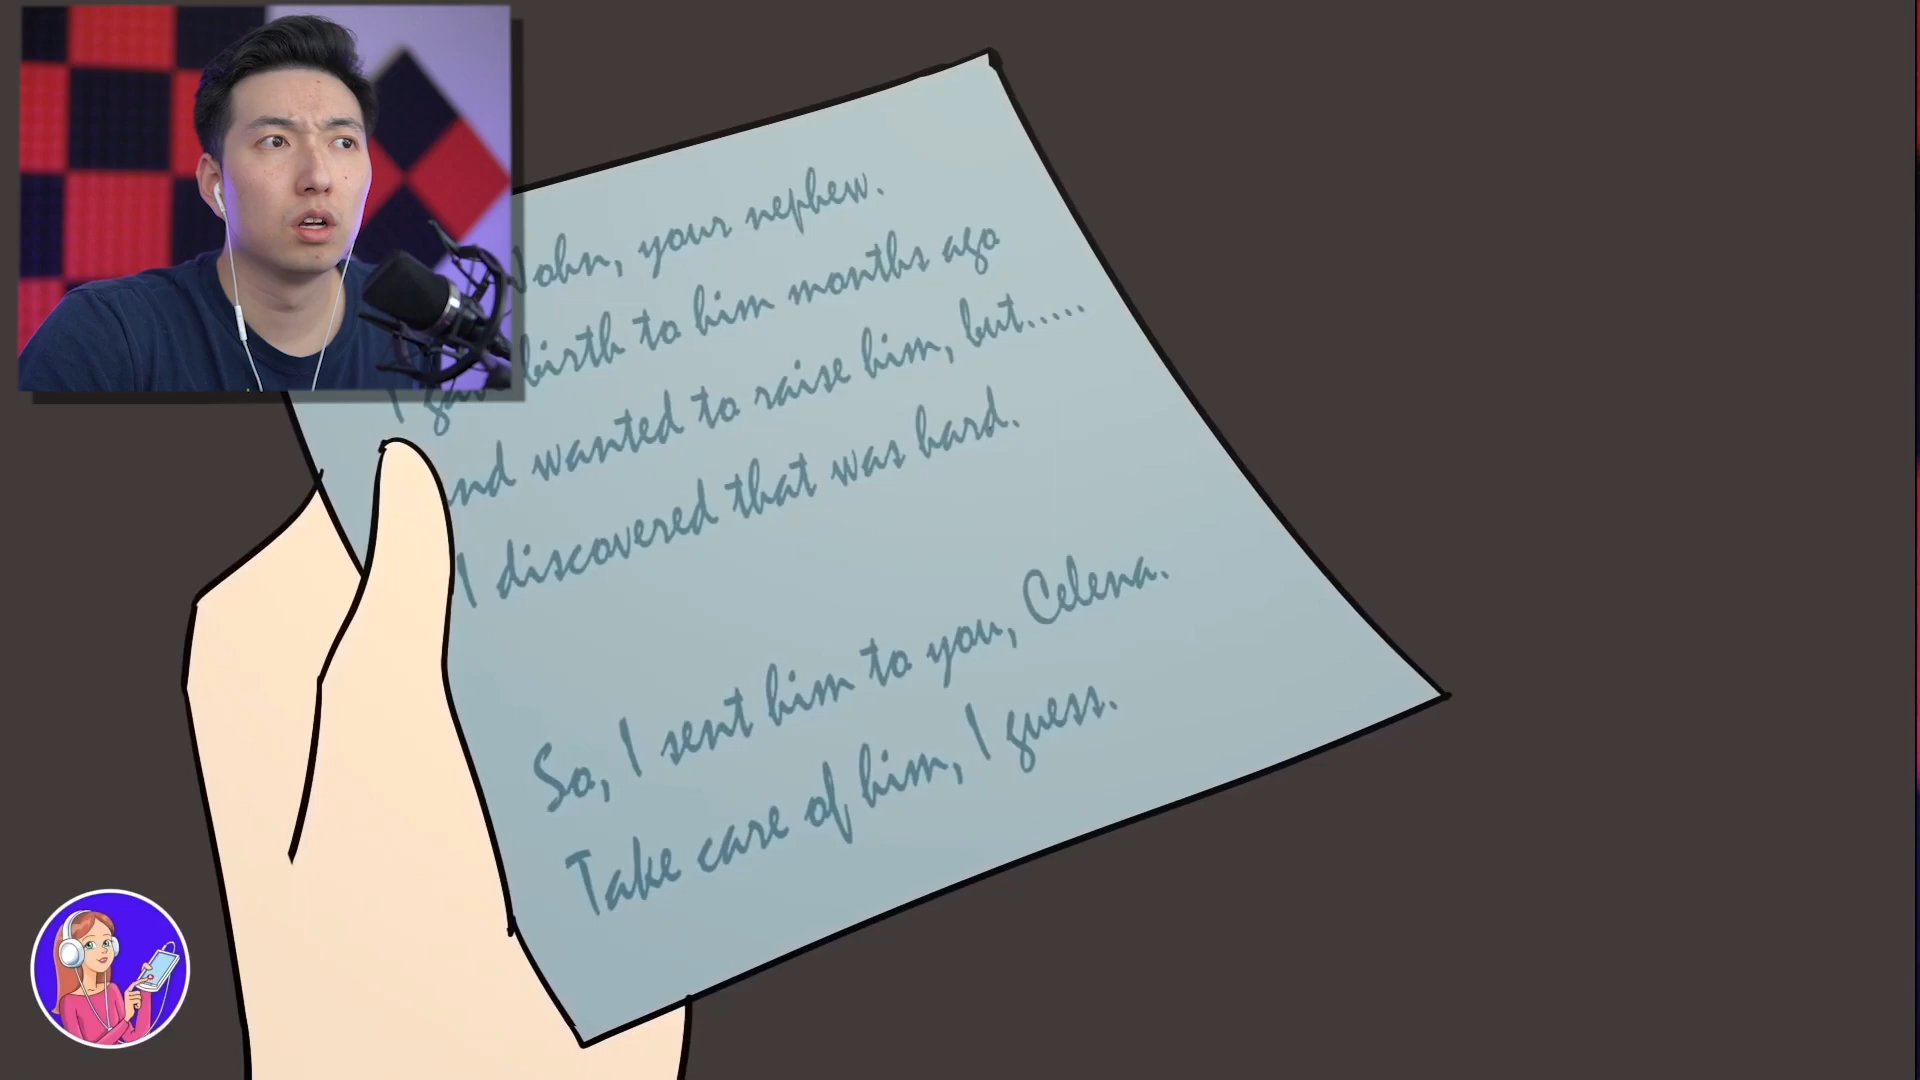 John, your nephew.
I gave birth to him months ago
and wanted to raise him, but.....
I discovered that was hard.
So, I sent him to you, Celena.
Take care of him, I guess.